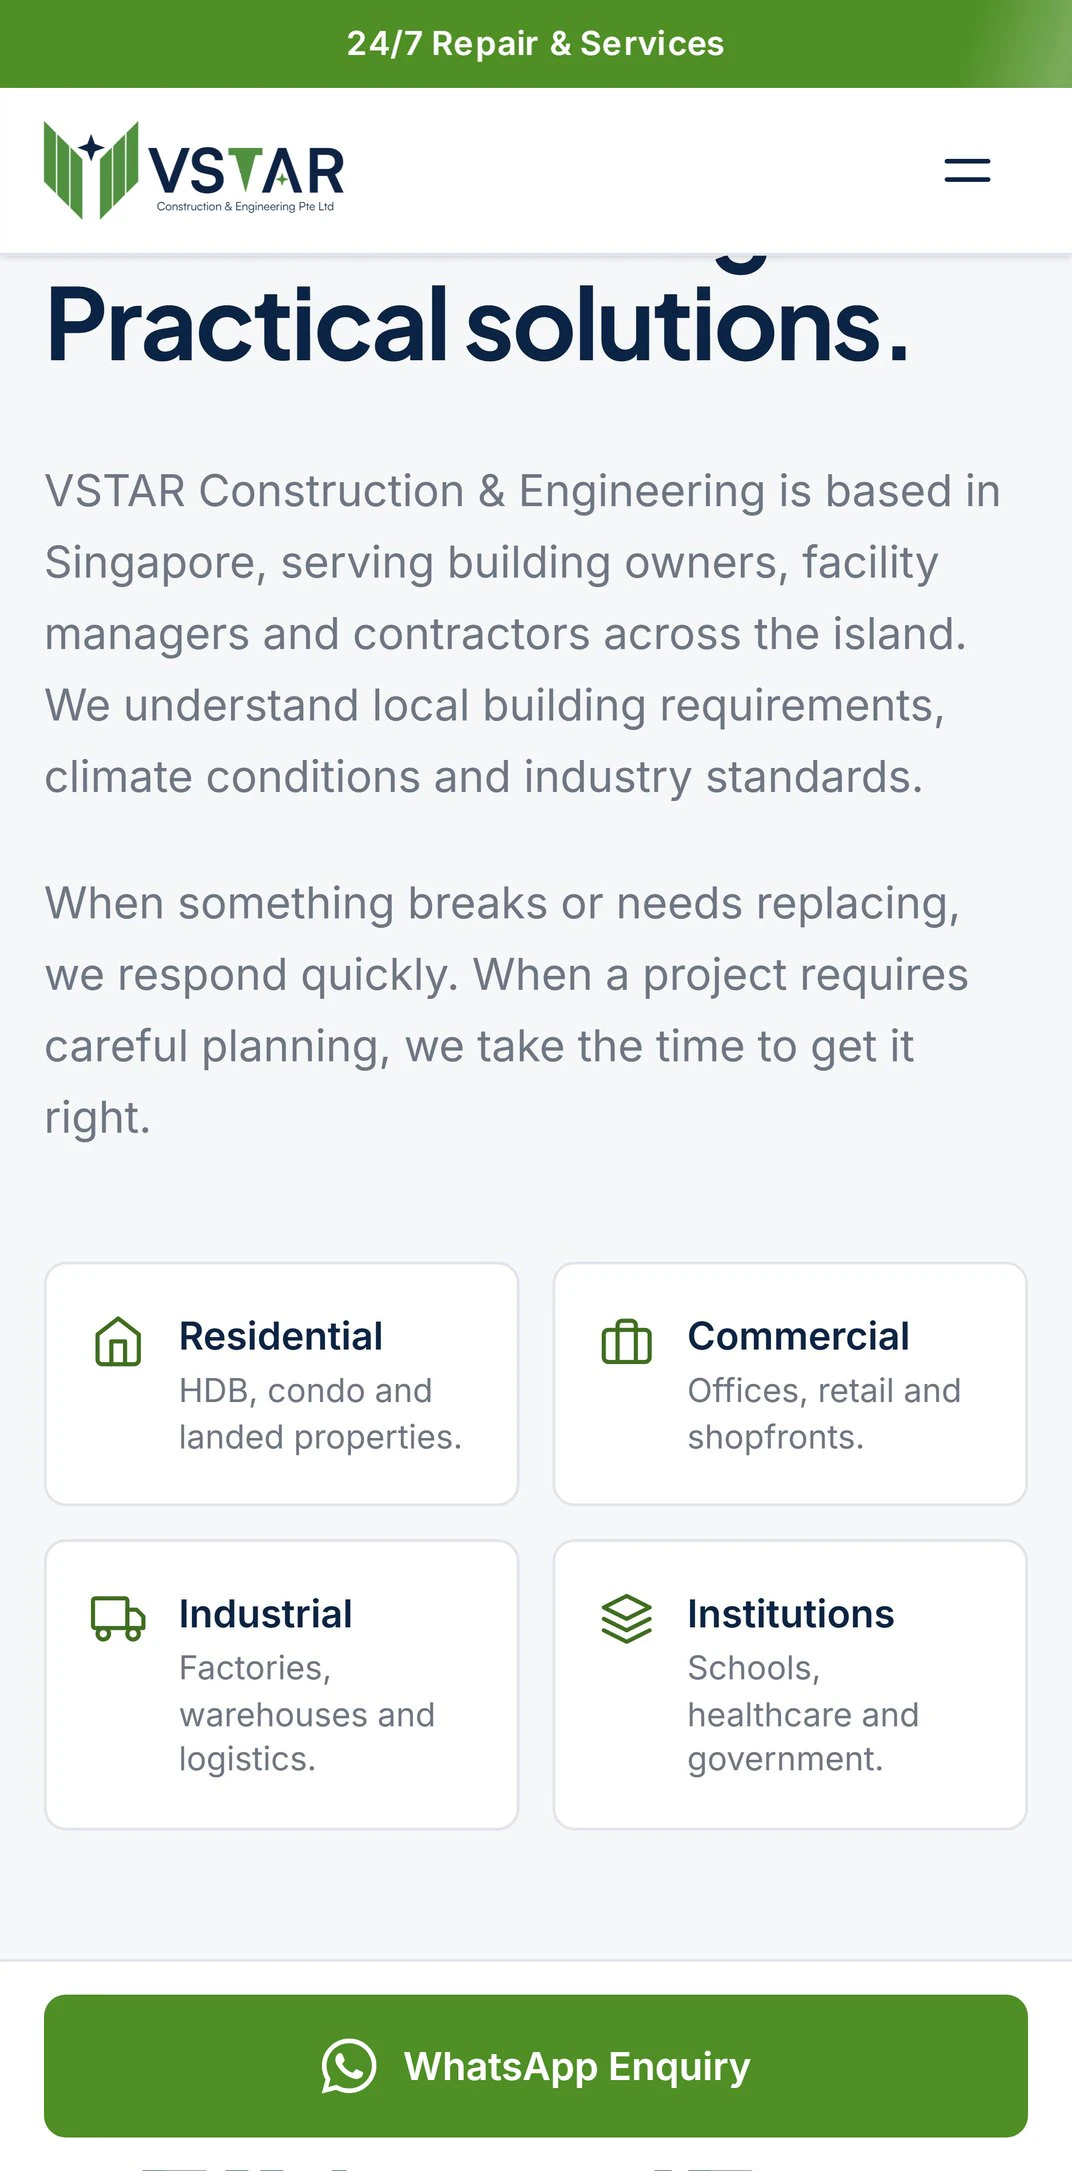 24/7 Repair & Services
VSTAR
Construction & Engineering Pte Ltd
Practical solutions.
VSTAR Construction & Engineering is based in
Singapore, serving building owners, facility
managers and contractors across the island.
We understand local building requirements,
climate conditions and industry standards.
When something breaks or needs replacing,
we respond quickly. When a project requires
careful planning, we take the time to get it
right.
Residential
HDB, condo and
landed properties.
Commercial
Offices, retail and
shopfronts.
Industrial
Factories,
warehouses and
logistics.
Institutions
Schools,
healthcare and
government.
WhatsApp Enquiry